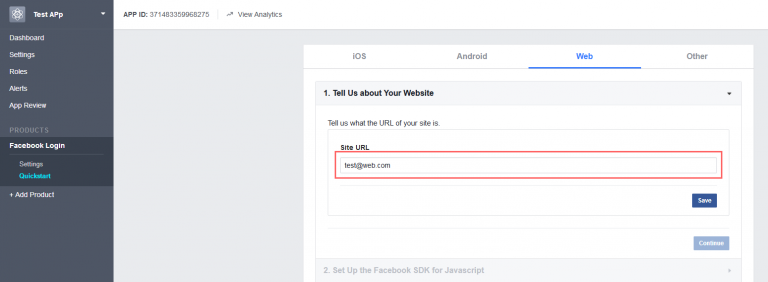 Test APp
APP ID: 371483359968275
View Analytics
Dashboard
Settings
Roles
Alerts
App Review
PRODUCTS
Facebook Login
Settings
Quickstart
+ Add Product
iOS
Android
Web
Other
1. Tell Us about Your Website
Tell us what the URL of your site is.
Site URL
test@web.com
Save
Continue
2. Set Up the Facebook SDK for Javascript